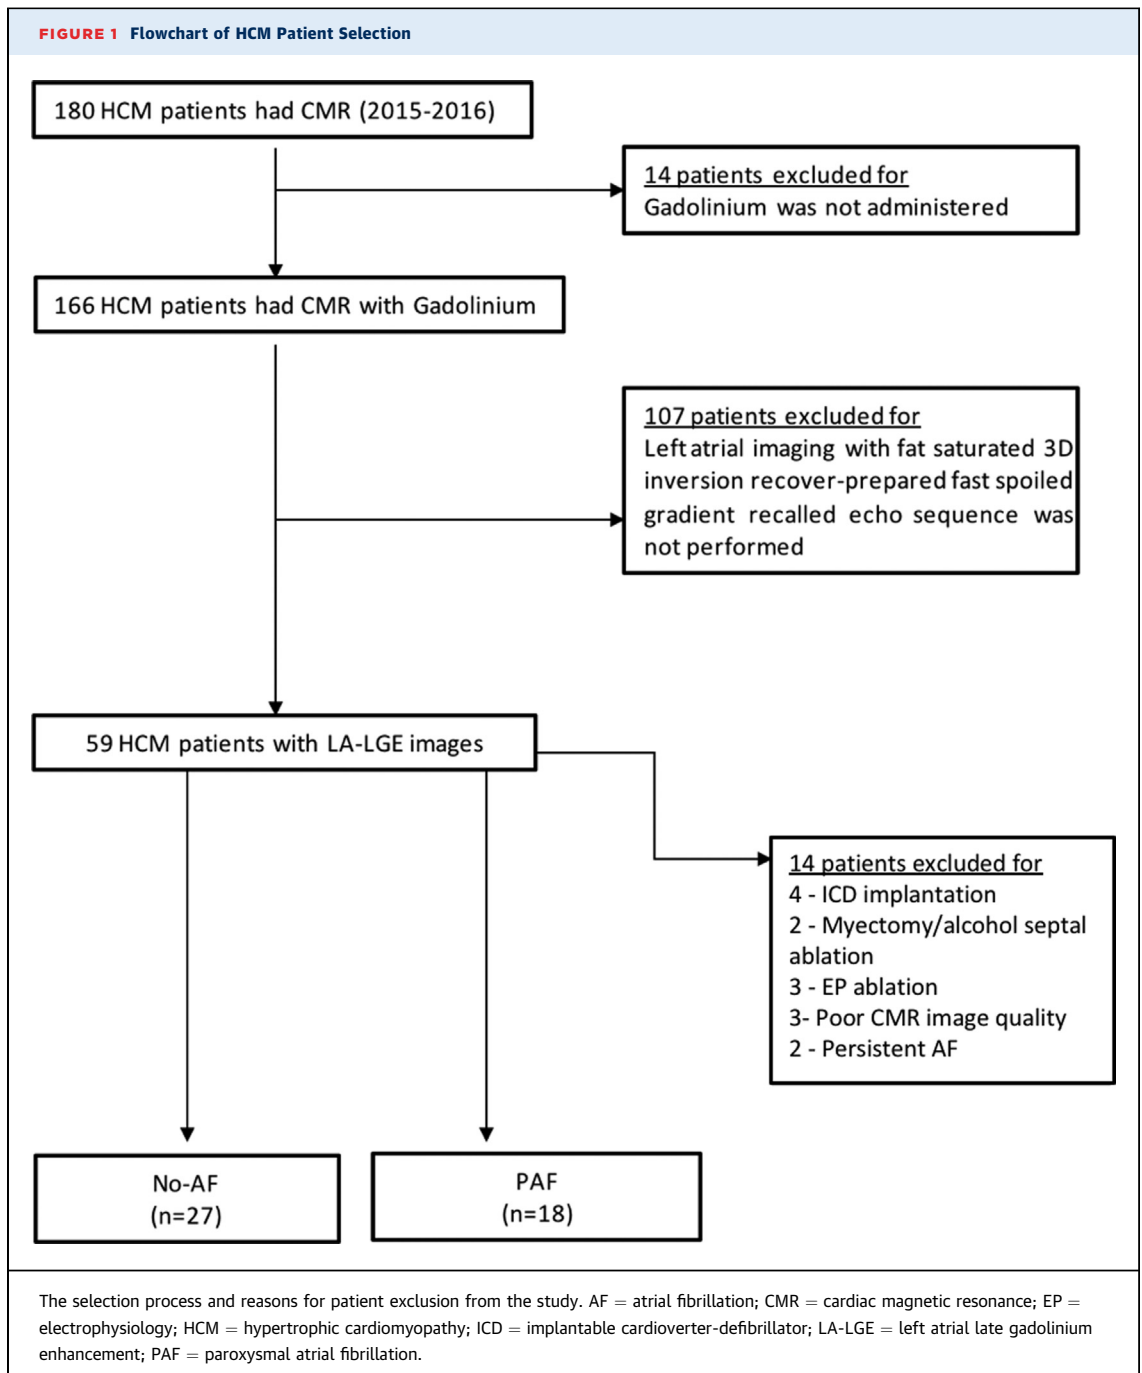 FIGURE 1 Flowchart of HCM Patient Selection
180 HCM patients had CMR (2015-2016)
14 patients excluded for
Gadolinium was not administered
166 HCM patients had CMR with Gadolinium
107 patients excluded for
Left atrial imaging with fat saturated 3D
inversion recover-prepared fast spoiled
gradient recalled echo sequence was
not performed
59 HCM patients with LA-LGE images
14 patients excluded for
4 - ICD implantation
2 - Myectomy/alcohol septal
ablation
3 - EP ablation
3- Poor CMR image quality
2 - Persistent AF
No-AF
(n=27)
PAF
(n=18)
The selection process and reasons for patient exclusion from the study. AF = atrial fibrillation; CMR = cardiac magnetic resonance; EP =
electrophysiology; HCM = hypertrophic cardiomyopathy; ICD = implantable cardioverter-defibrillator; LA-LGE = left atrial late gadolinium
enhancement; PAF = paroxysmal atrial fibrillation.